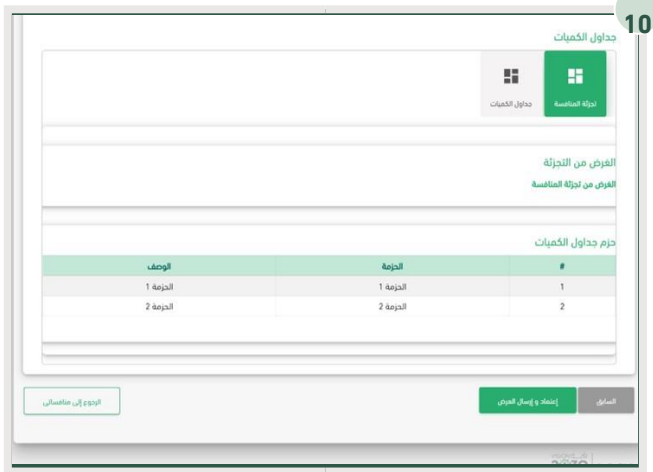 10
جداول الكميات
تجزئة المنافسة
جداول الكميات
الغرض من التجزئة
الغرض من تجزئة المنافسة
حزم جداول الكميات
# الحزمة الوصف
1 الحزمة 1 الحزمة 1
2 الحزمة 2 الحزمة 2
السابق
إعتماد و إرسال العرض
الرجوع إلى منافساتي